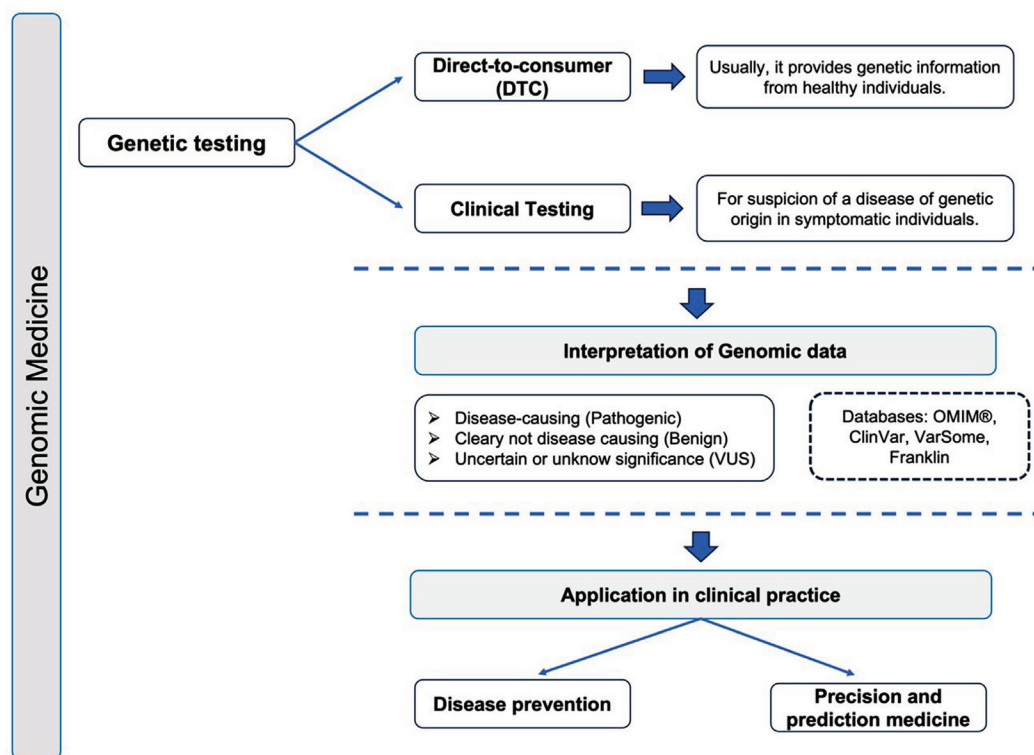 Genomic Medicine
Genetic testing
Direct-to-consumer
(DTC)
Usually, it provides genetic information
from healthy individuals.
Clinical Testing
For suspicion of a disease of genetic
origin in symptomatic individuals.
Interpretation of Genomic data
➢ Disease-causing (Pathogenic)
➢ Cleary not disease causing (Benign)
➢ Uncertain or unknow significance (VUS)
Databases: OMIM®,
ClinVar, VarSome,
Franklin
Application in clinical practice
Disease prevention
Precision and
prediction medicine